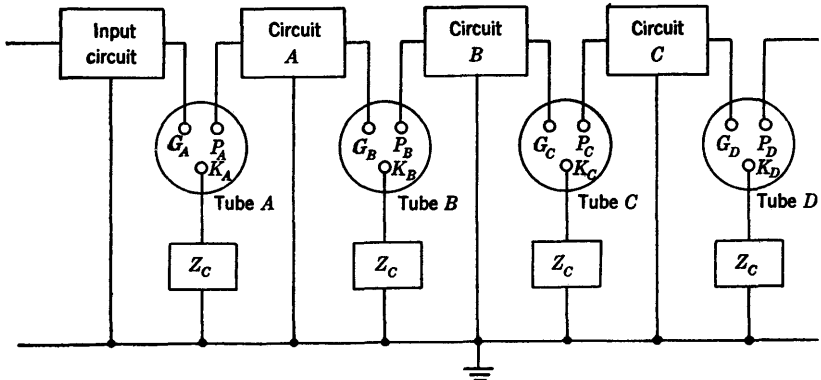 Input
circuit
Circuit
A
Circuit
B
Circuit
C
G_A P_A
K_A
G_B P_B
K_B
G_C P_C
K_C
G_D P_D
K_D
Tube A
Tube B
Tube C
Tube D
Z_C
Z_C
Z_C
Z_C